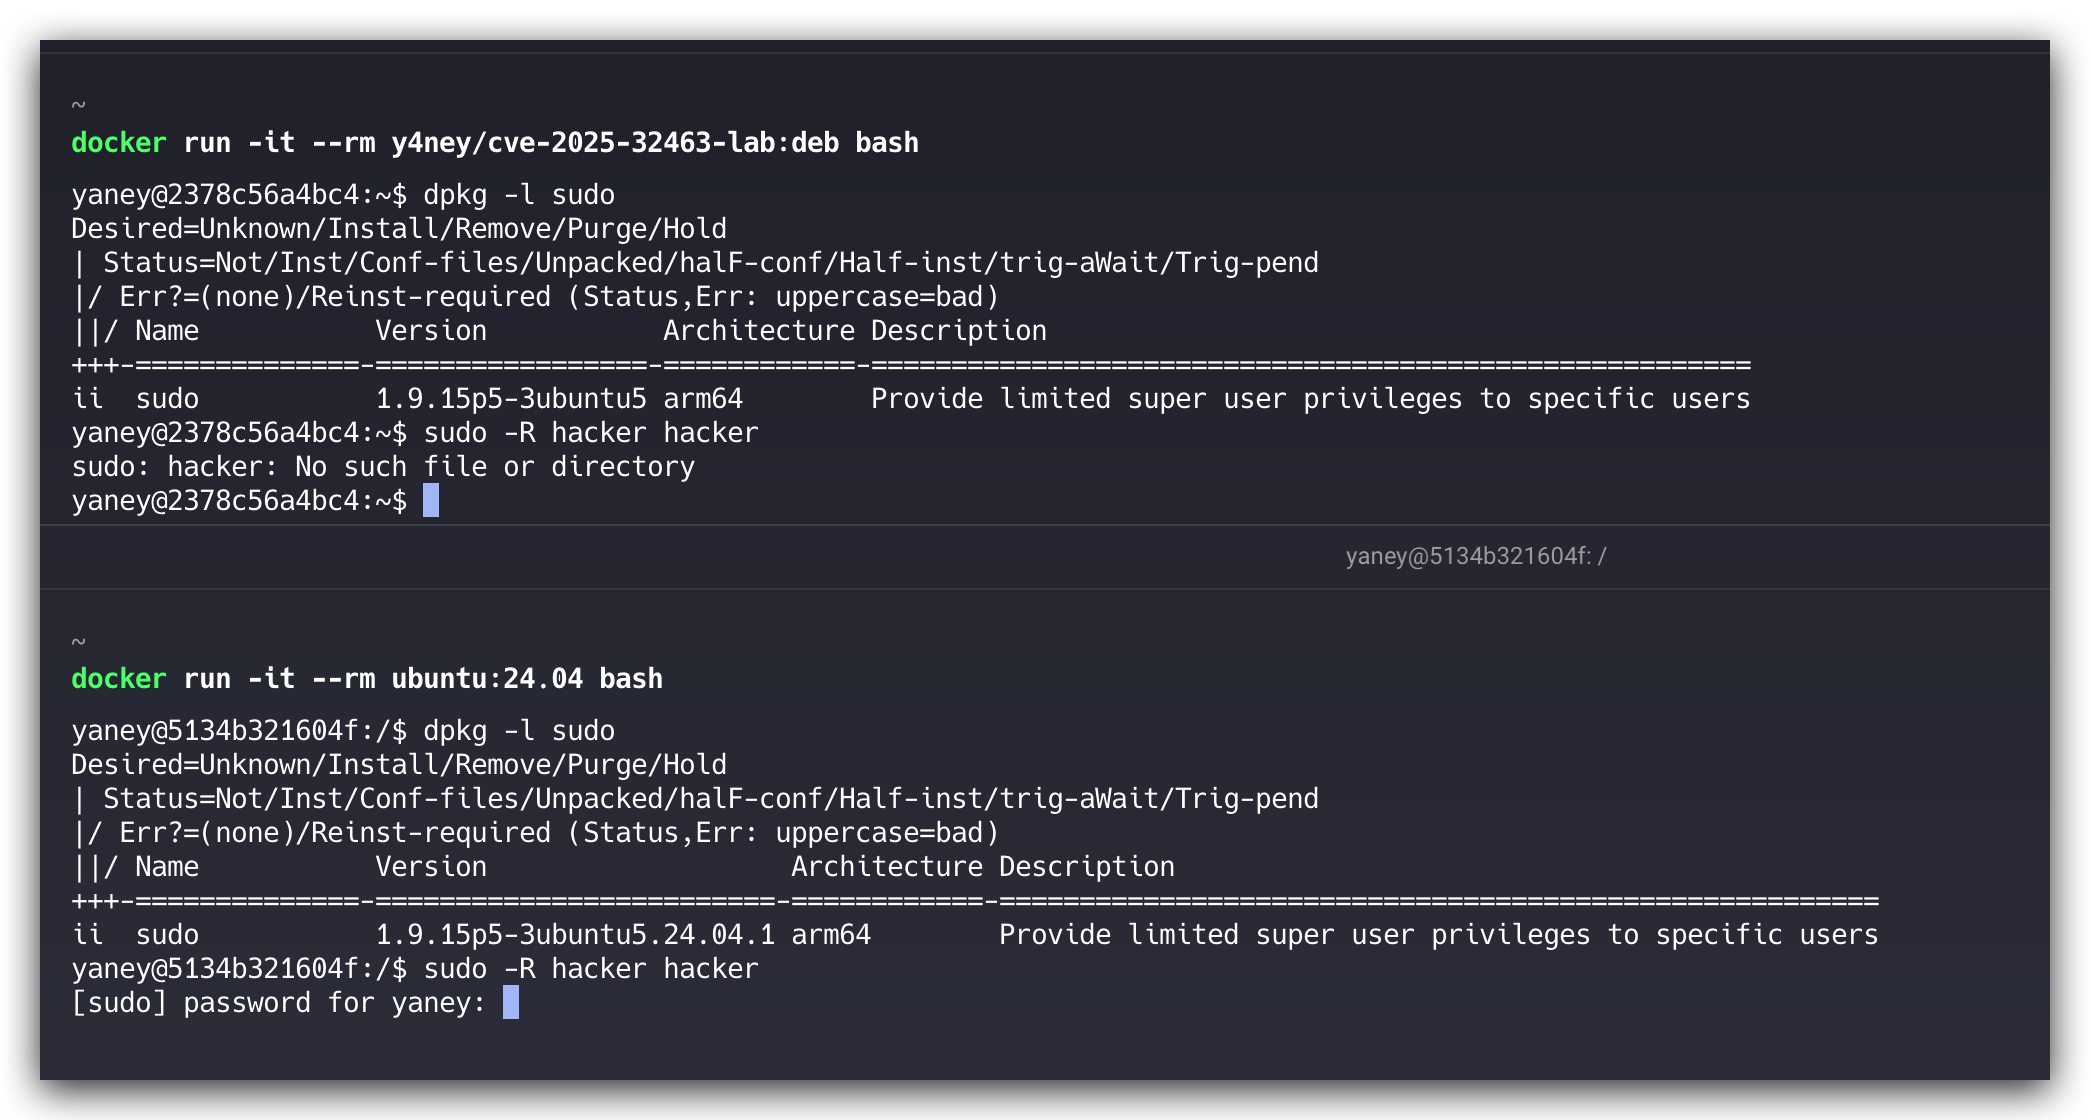 ~
docker run -it --rm y4ney/cve-2025-32463-lab:deb bash
yaney@2378c56a4bc4:~$ dpkg -l sudo
Desired=Unknown/Install/Remove/Purge/Hold
| Status=Not/Inst/Conf-files/Unpacked/halF-conf/Half-inst/trig-aWait/Trig-pend
|/ Err?=(none)/Reinst-required (Status,Err: uppercase=bad)
||/ Name           Version           Architecture Description
+++-==============-=================-============-=======================================================
ii  sudo           1.9.15p5-3ubuntu5 arm64        Provide limited super user privileges to specific users
yaney@2378c56a4bc4:~$ sudo -R hacker hacker
sudo: hacker: No such file or directory
yaney@2378c56a4bc4:~$
yaney@5134b321604f: /
~
docker run -it --rm ubuntu:24.04 bash
yaney@5134b321604f:/$ dpkg -l sudo
Desired=Unknown/Install/Remove/Purge/Hold
| Status=Not/Inst/Conf-files/Unpacked/halF-conf/Half-inst/trig-aWait/Trig-pend
|/ Err?=(none)/Reinst-required (Status,Err: uppercase=bad)
||/ Name           Version                   Architecture Description
+++-==============-=========================-============-=======================================================
ii  sudo           1.9.15p5-3ubuntu5.24.04.1 arm64        Provide limited super user privileges to specific users
yaney@5134b321604f:/$ sudo -R hacker hacker
[sudo] password for yaney: